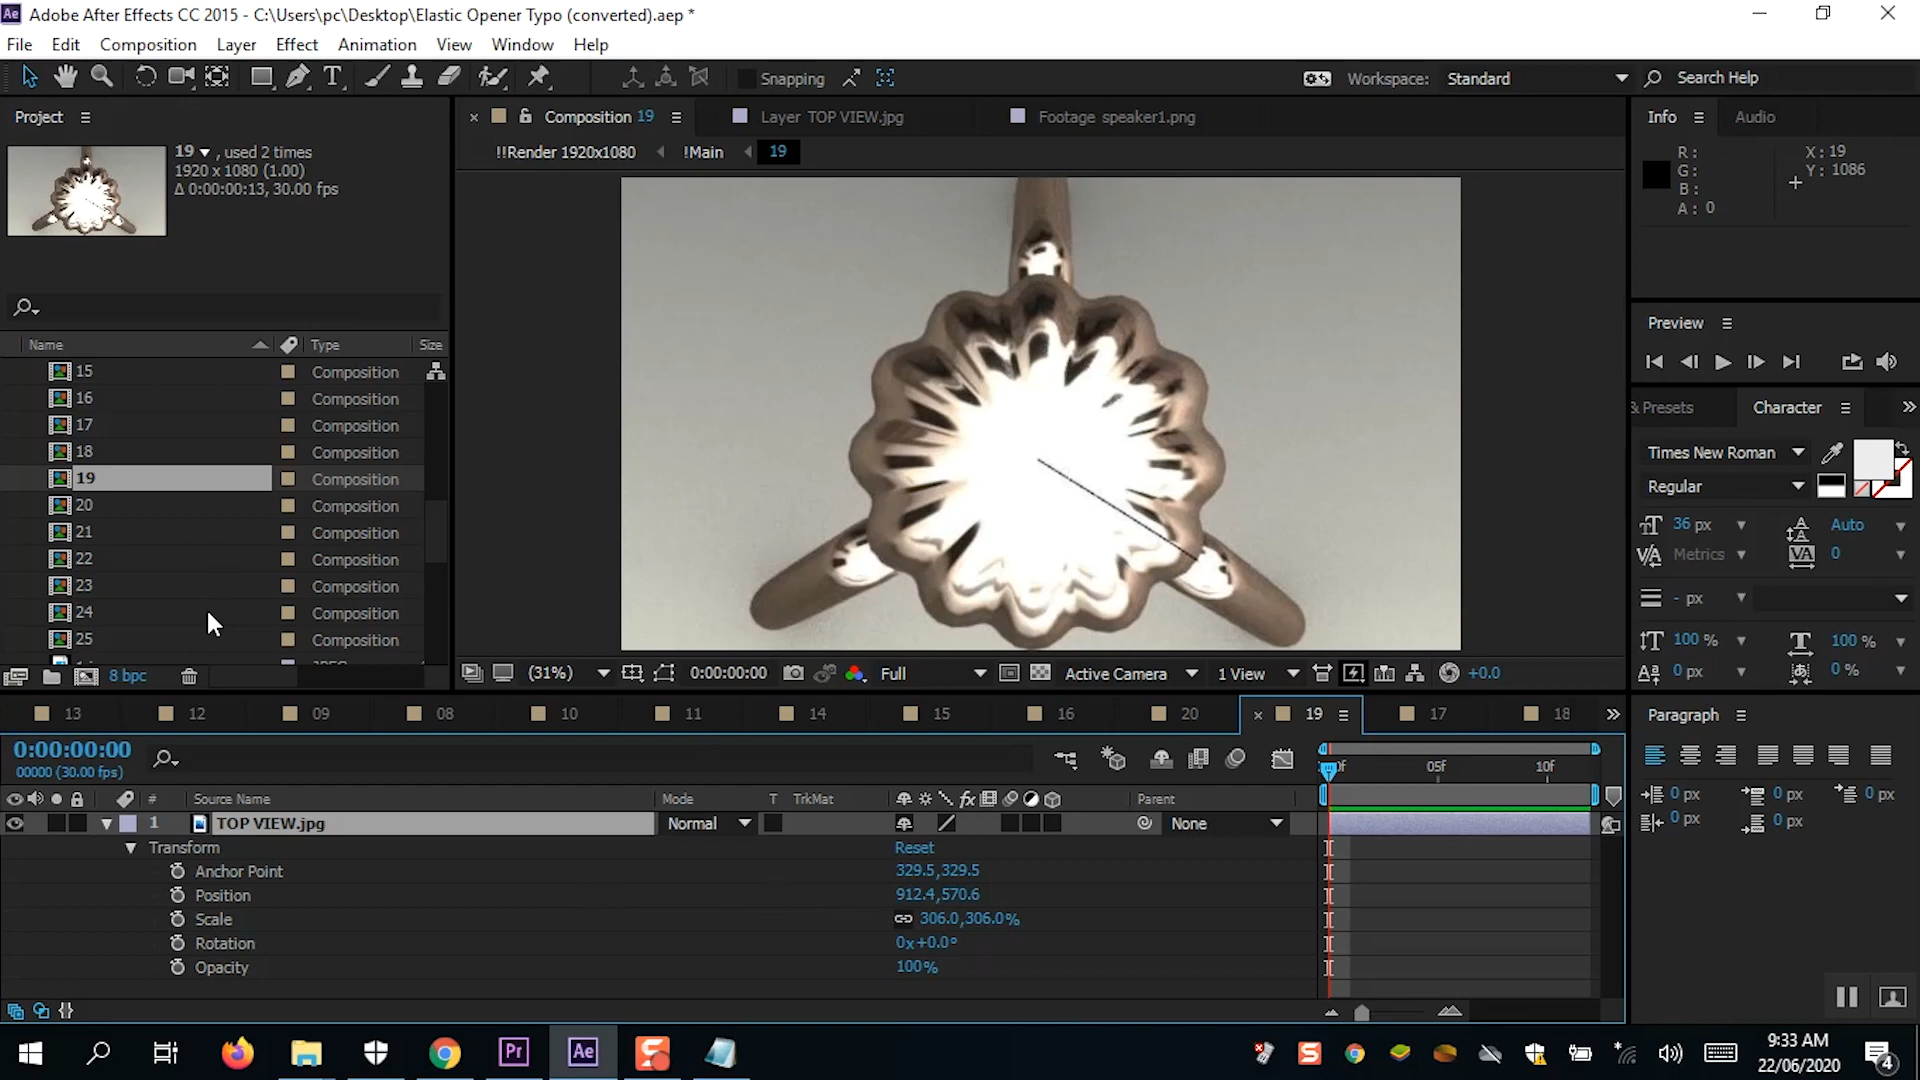 Ae Adobe After Effects CC 2015 - C:\Users\pc\Desktop\Elastic Opener Typo (converted).aep *
File Edit Composition Layer Effect Animation View Window Help
Snapping Workspace: Standard Search Help
Project
19 , used 2 times
1920 x 1080 (1.00)
Δ 0:00:00:13, 30.00 fps
Name Type Size
15 Composition
16 Composition
17 Composition
18 Composition
19 Composition
20 Composition
21 Composition
22 Composition
23 Composition
24 Composition
25 Composition
8 bpc
Composition 19 Layer TOP VIEW.jpg Footage speaker1.png
!!Render 1920x1080 !Main 19
(31%) 0:00:00:00 Full Active Camera 1 View +0.0
Info Audio
R: X: 19
G: Y: 1086
B:
A: 0
Preview
& Presets Character
Times New Roman
Regular
36 px Auto
Metrics 0
- px
100 % 100 %
0 px 0 %
Paragraph
0 px 0 px 0 px
0 px 0 px
13 12 09 08 10 11 14 15 16 20 19 17 18
0:00:00:00
00000 (30.00 fps)
05f 10f
# Source Name Mode T TrkMat Parent
1 TOP VIEW.jpg Normal None
Transform Reset
Anchor Point 329.5,329.5
Position 912.4,570.6
Scale 306.0,306.0%
Rotation 0x+0.0°
Opacity 100%
Pr Ae S
9:33 AM
22/06/2020
4